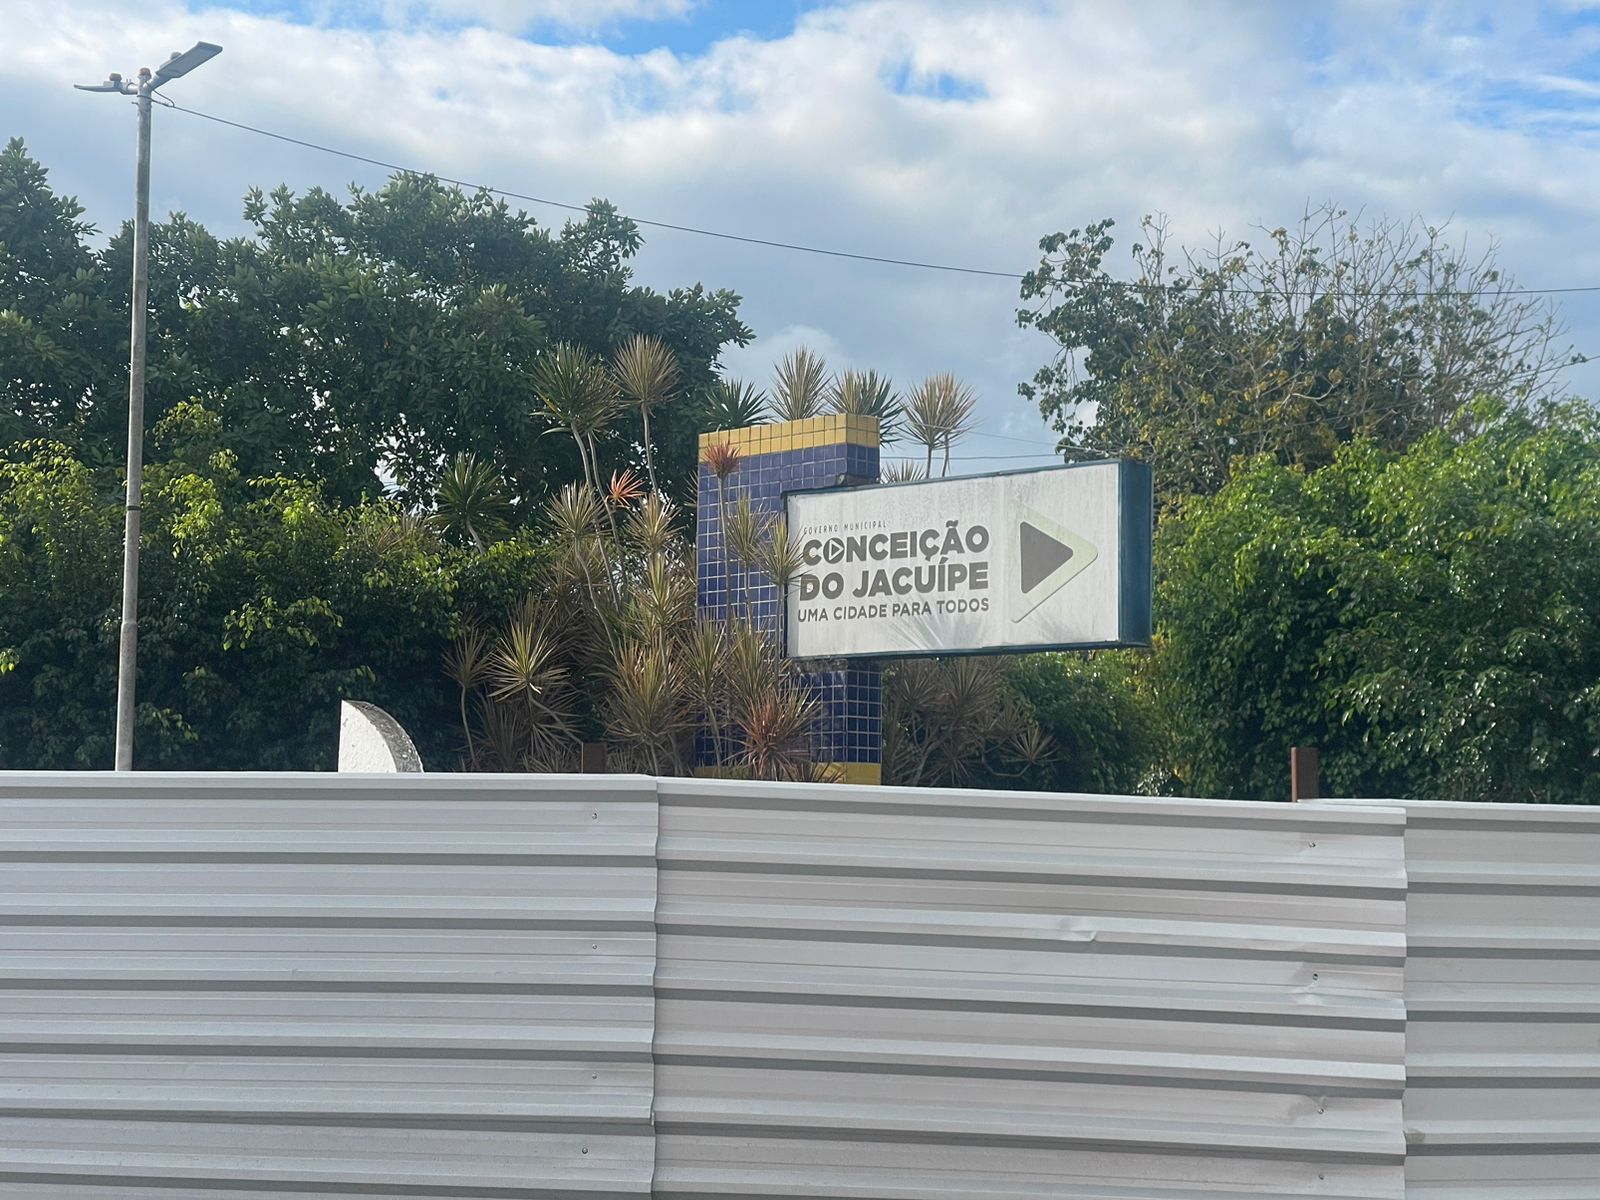 GOVERNO MUNICIPAL
CONCEIÇÃO
DO JACUÍPE
UMA CIDADE PARA TODOS